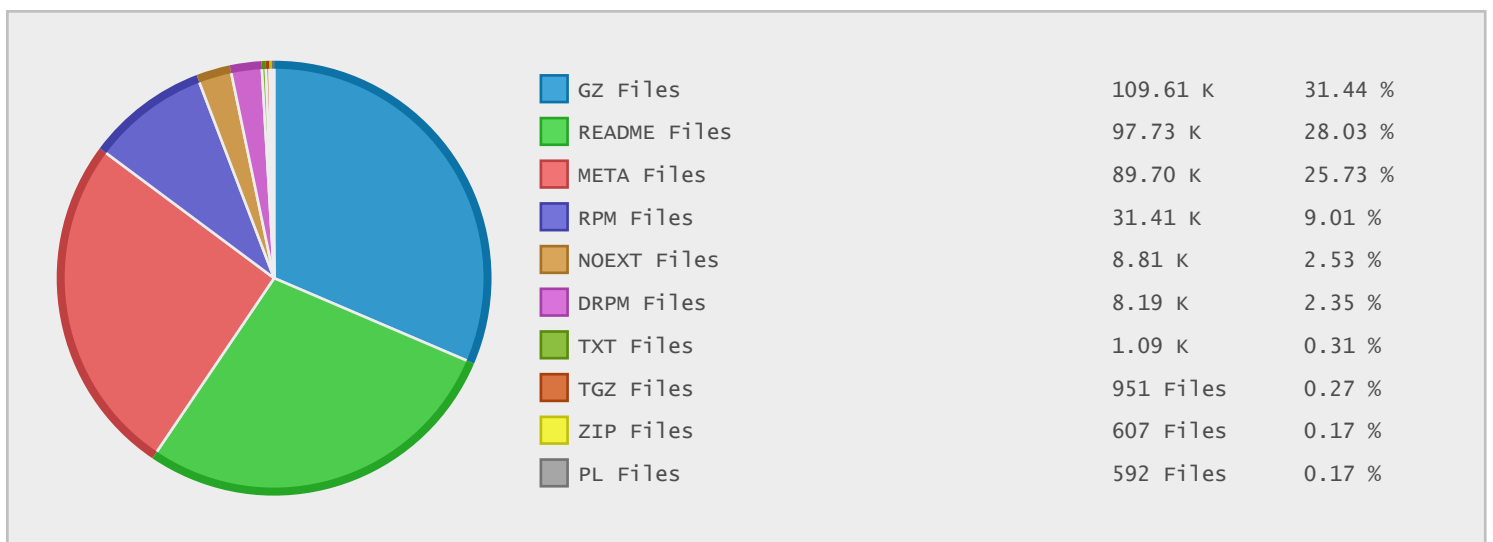 GZ Files 109.61 K 31.44 %
README Files 97.73 K 28.03 %
META Files 89.70 K 25.73 %
RPM Files 31.41 K 9.01 %
NOEXT Files 8.81 K 2.53 %
DRPM Files 8.19 K 2.35 %
TXT Files 1.09 K 0.31 %
TGZ Files 951 Files 0.27 %
ZIP Files 607 Files 0.17 %
PL Files 592 Files 0.17 %